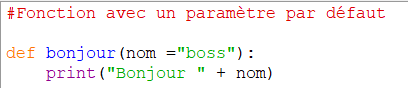 #Fonction avec un paramètre par défaut
def bonjour(nom ="boss"):
    print("Bonjour " + nom)